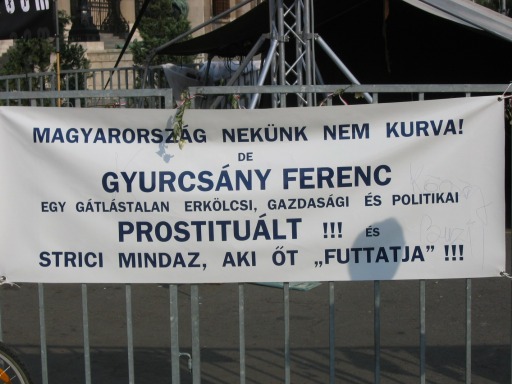 MAGYARORSZÁG NEKÜNK NEM KURVA!
DE
GYURCSÁNY FERENC
EGY GÁTLÁSTALAN ERKÖLCSI, GAZDASÁGI ÉS POLITIKAI
PROSTITUÁLT !!! ÉS
STRICI MINDAZ, AKI ŐT „FUTTATJA” !!!